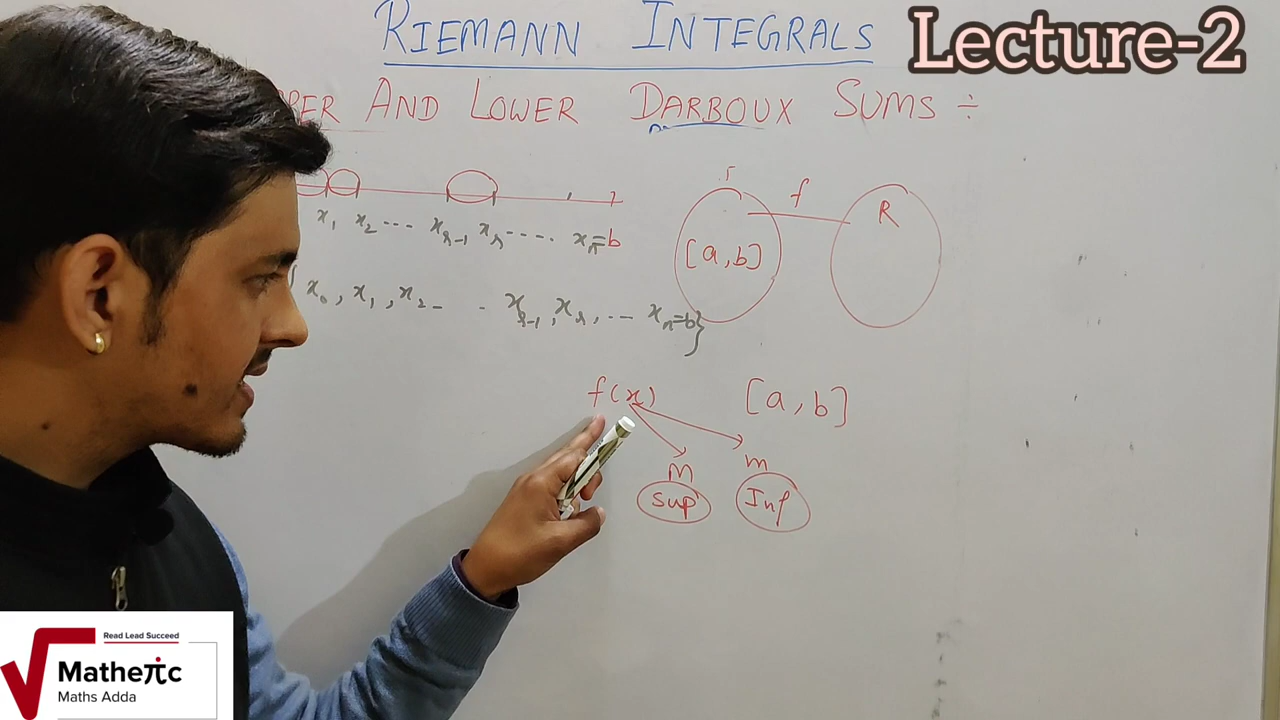 RIEMANN INTEGRALS
Lecture-2
PPER AND LOWER DARBOUX SUMS ÷
x₁ x₂ .... xᵣ₋₁ xᵣ .... xₙ=b
f
R
[a,b]
x₀, x₁, x₂ - - xᵣ₋₁, xᵣ, ... xₙ=b}
f(x) [a, b]
M m
Sup Inf
Read Lead Succeed
Matheπc
Maths Adda